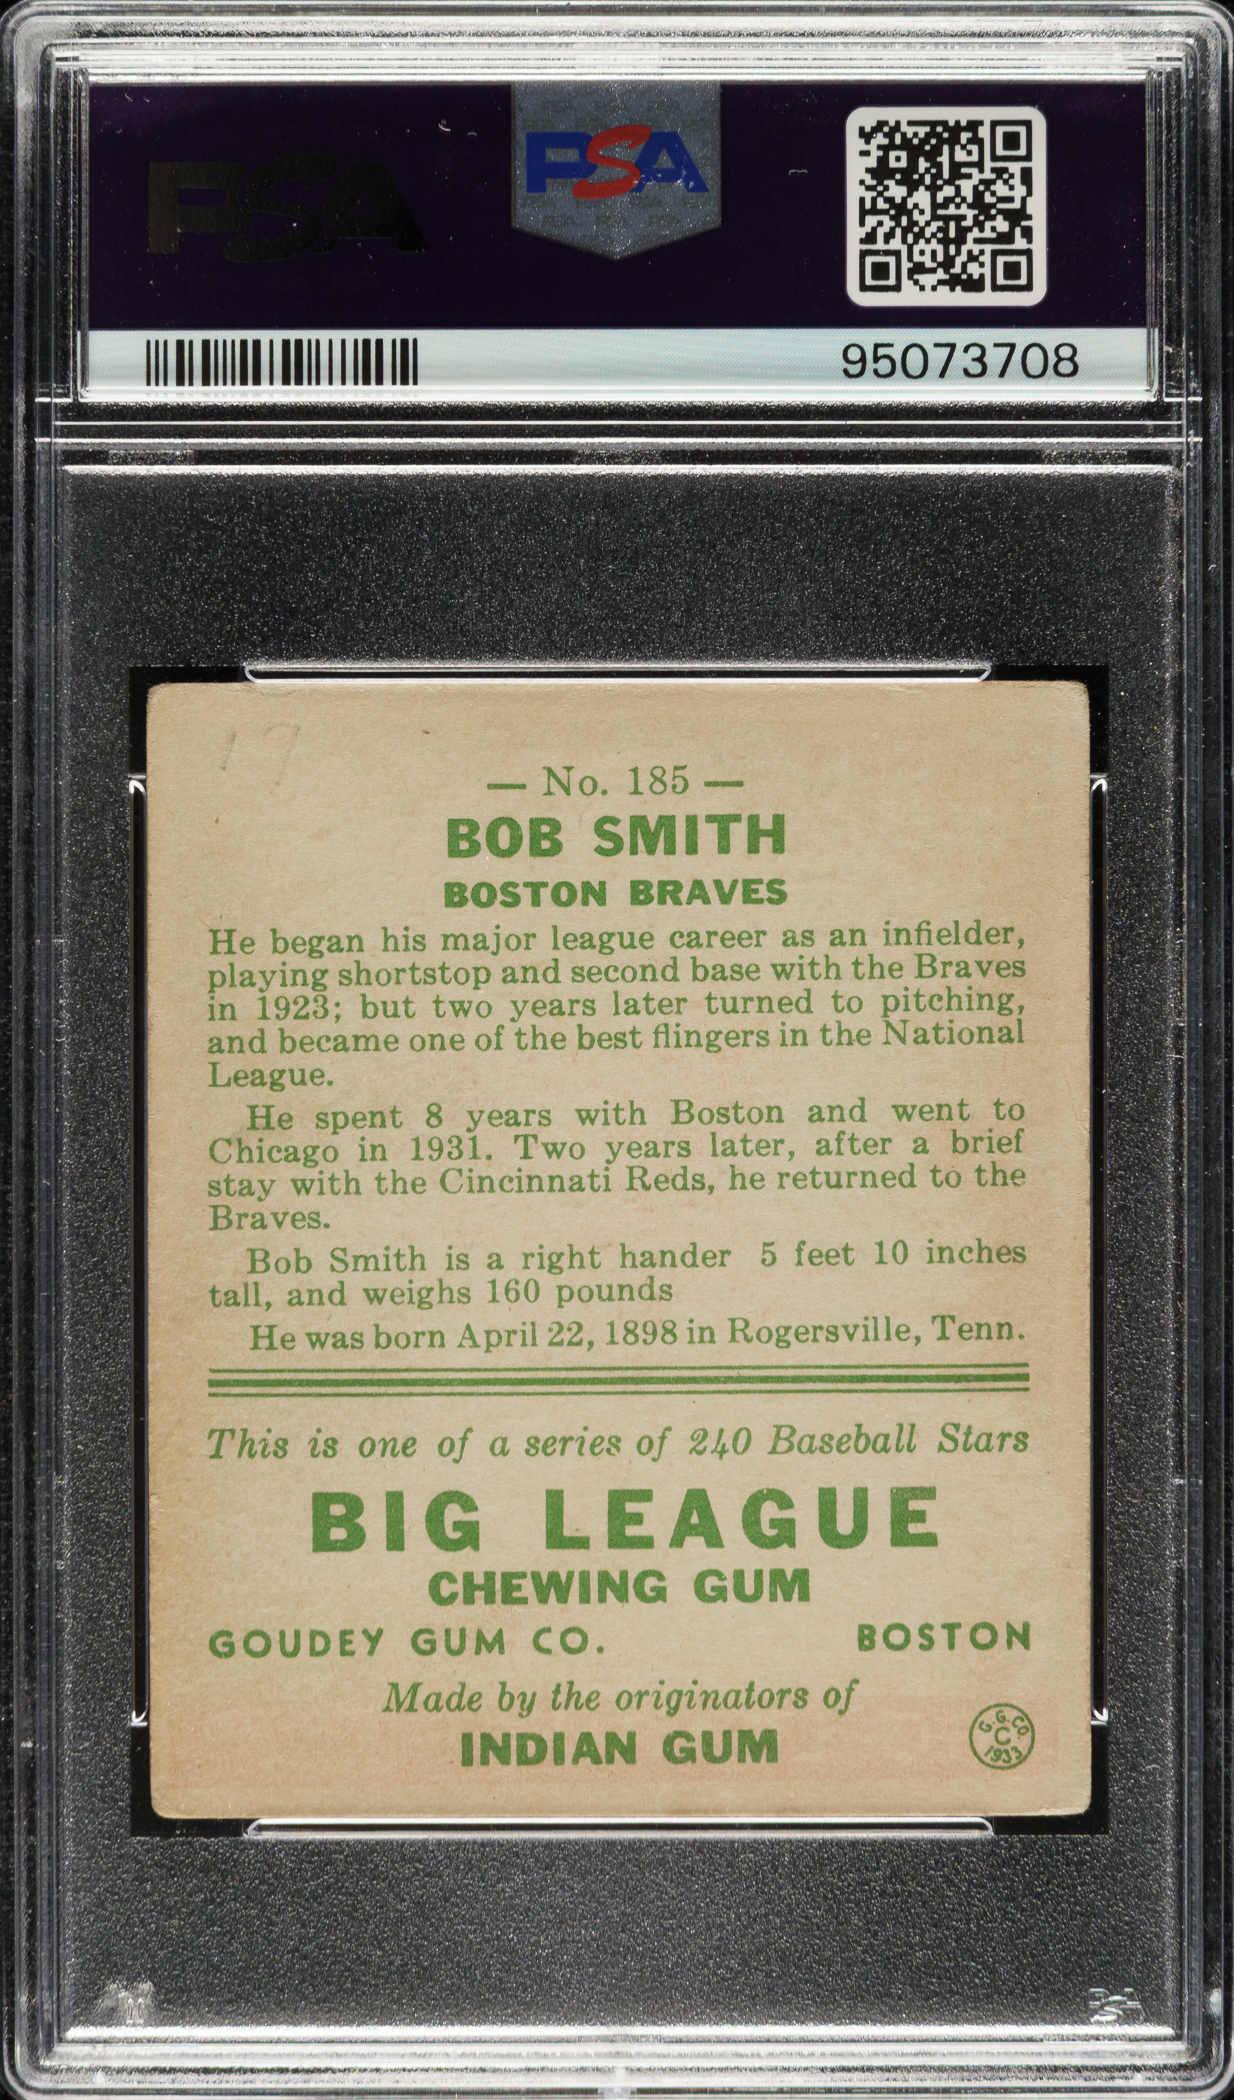 PSA
PSA
95073708
17
— No. 185 —
BOB SMITH
BOSTON BRAVES
He began his major league career as an infielder,
playing shortstop and second base with the Braves
in 1923; but two years later turned to pitching,
and became one of the best flingers in the National
League.
He spent 8 years with Boston and went to
Chicago in 1931. Two years later, after a brief
stay with the Cincinnati Reds, he returned to the
Braves.
Bob Smith is a right hander 5 feet 10 inches
tall, and weighs 160 pounds
He was born April 22, 1898 in Rogersville, Tenn.
This is one of a series of 240 Baseball Stars
BIG LEAGUE
CHEWING GUM
GOUDEY GUM CO. BOSTON
Made by the originators of
INDIAN GUM
G.G.CO.
C
1933
PSA